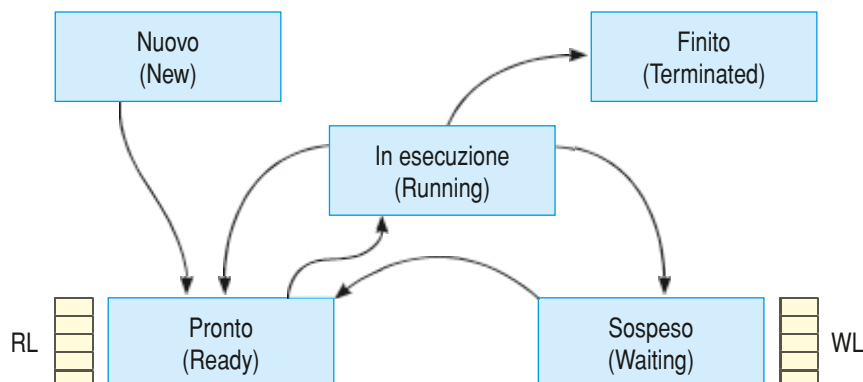 Nuovo
(New)
Finito
(Terminated)
In esecuzione
(Running)
RL
Pronto
(Ready)
Sospeso
(Waiting)
WL